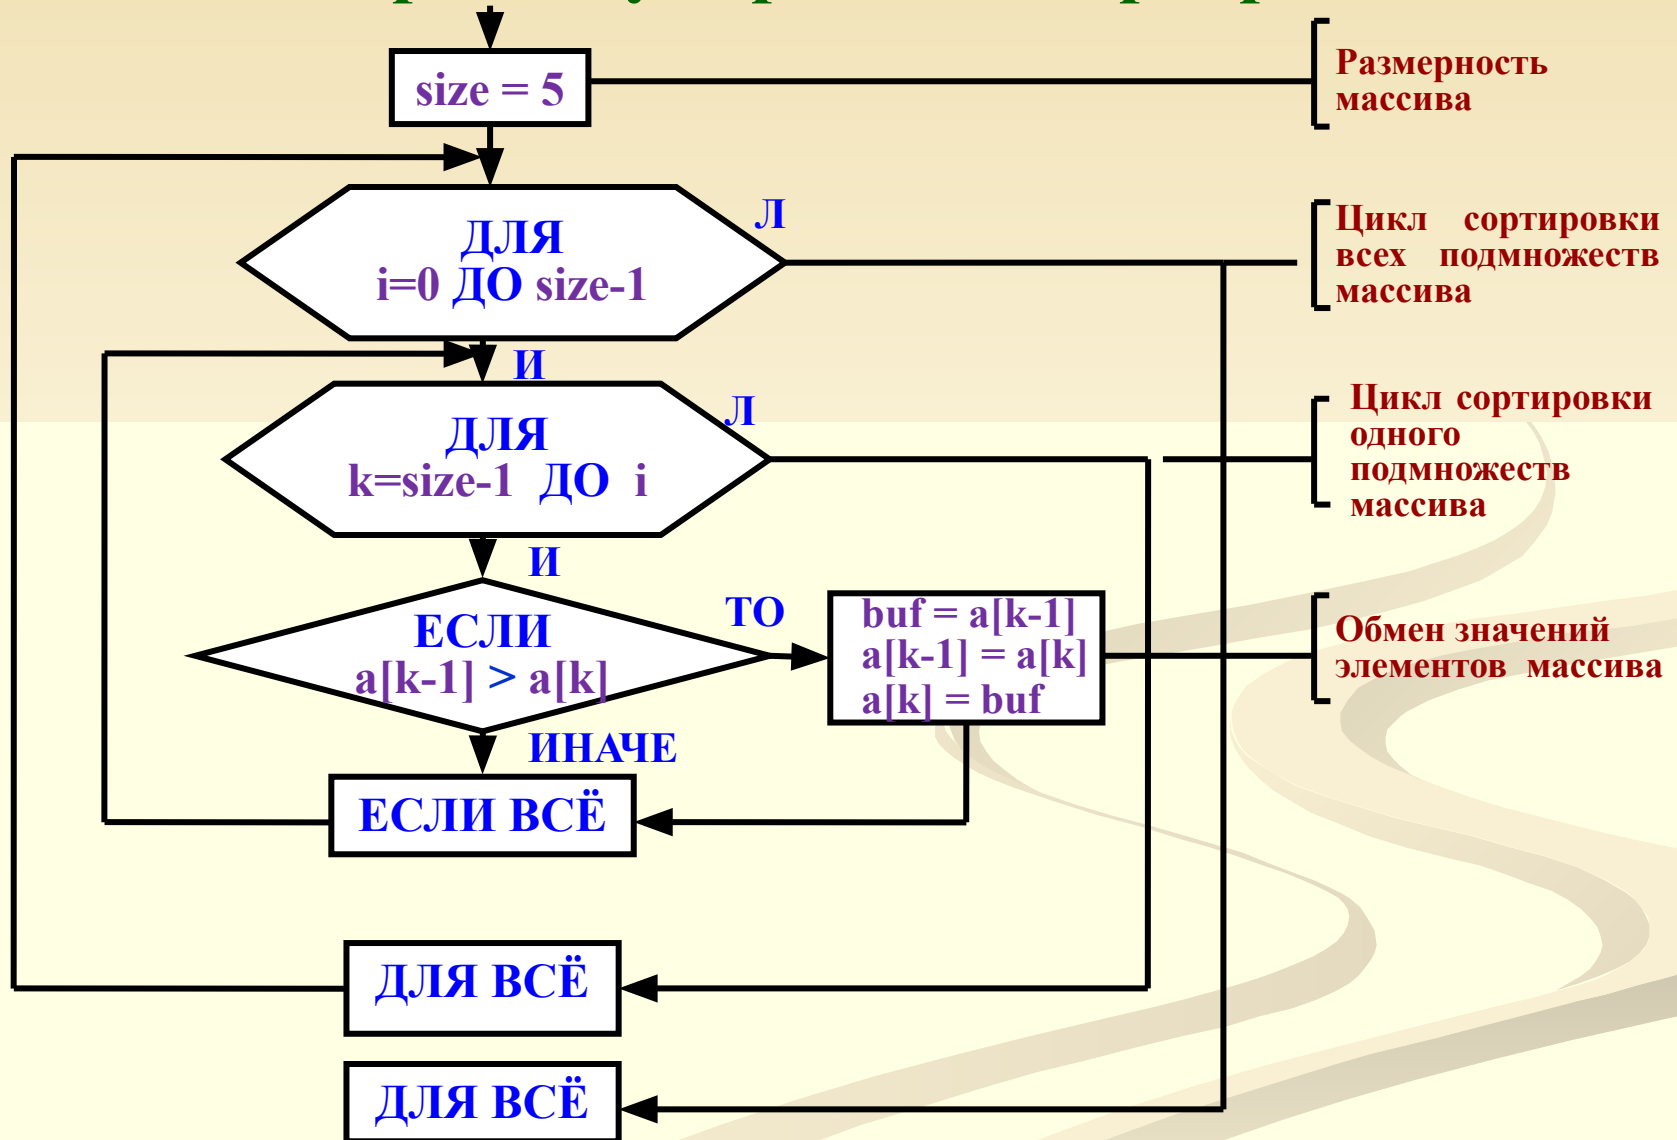 size = 5
Размерность
массива
Л
ДЛЯ
i=0 ДО size-1
Цикл сортировки
всех подмножеств
массива
И
Л
ДЛЯ
k=size-1 ДО i
Цикл сортировки
одного
подмножеств
массива
И
ЕСЛИ
a[k-1] > a[k]
ТО
buf = a[k-1]
a[k-1] = a[k]
a[k] = buf
Обмен значений
элементов массива
ИНАЧЕ
ЕСЛИ ВСЁ
ДЛЯ ВСЁ
ДЛЯ ВСЁ